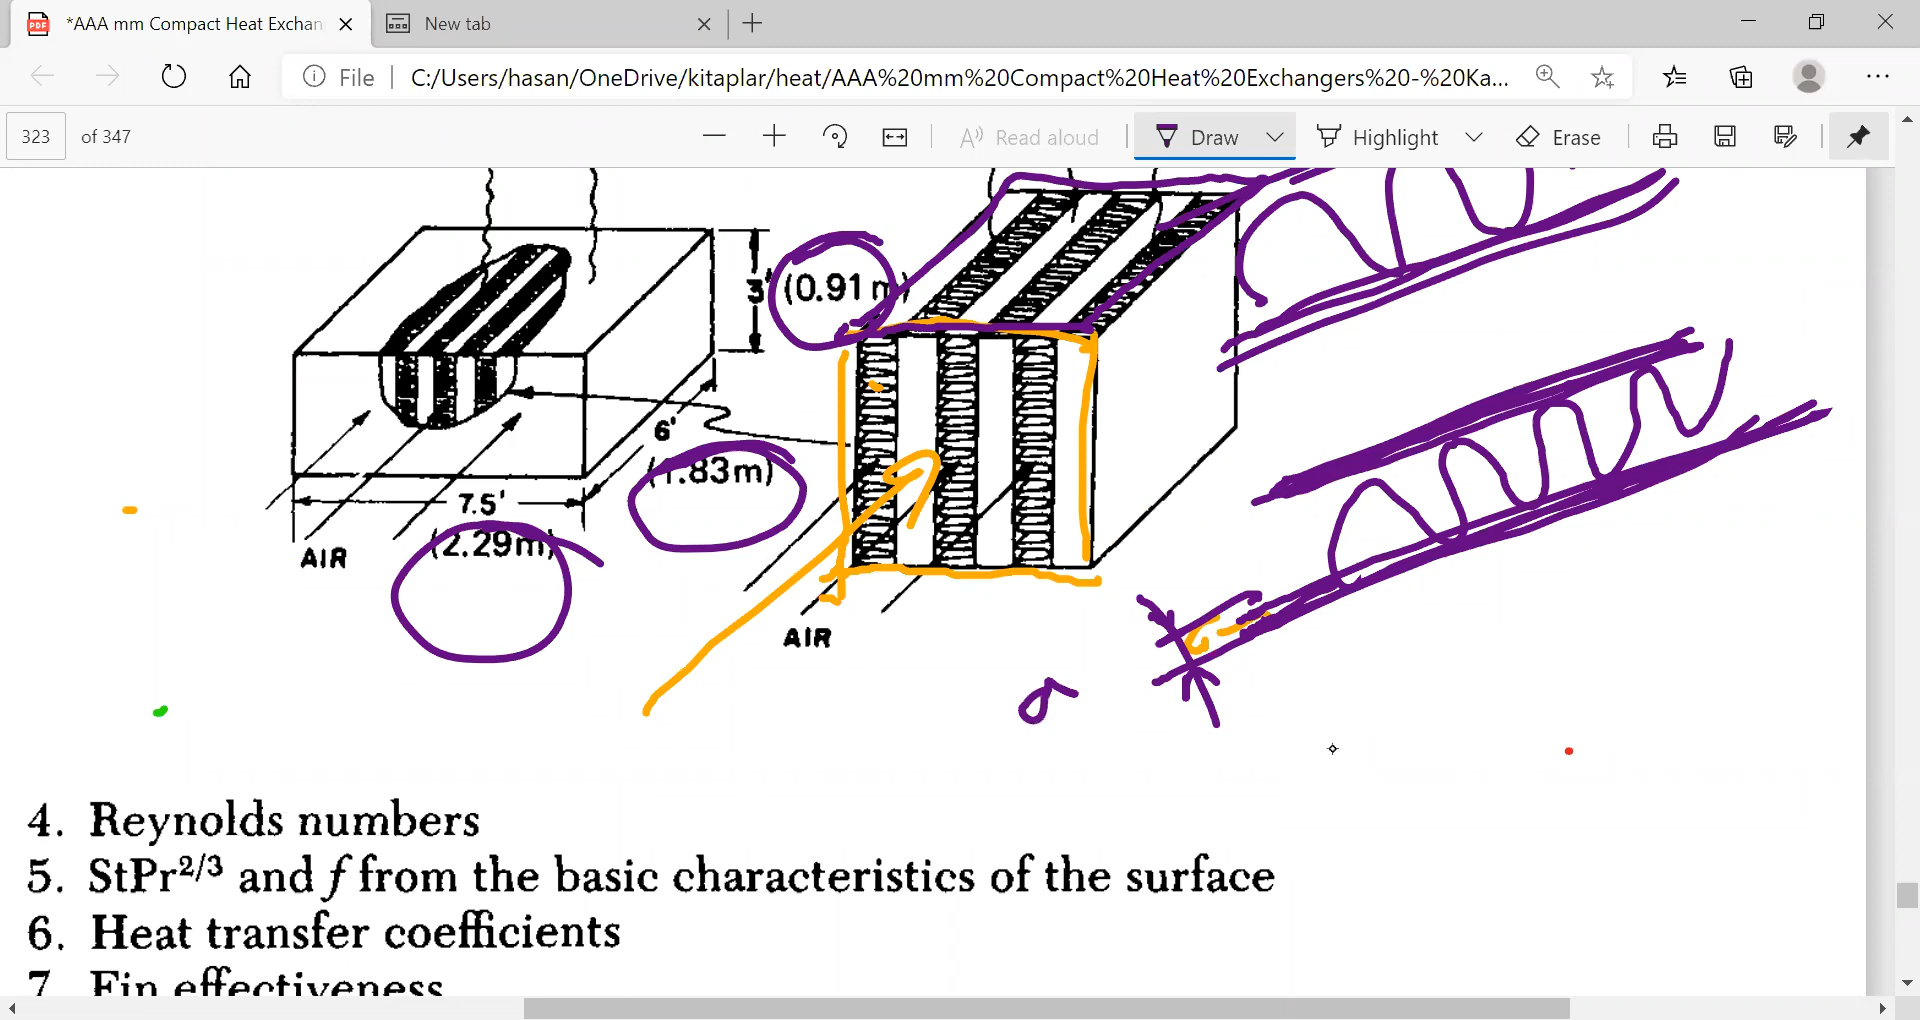 *AAA mm Compact Heat Exchan
New tab
File
C:/Users/hasan/OneDrive/kitaplar/heat/AAA%20mm%20Compact%20Heat%20Exchangers%20-%20Ka...
323 of 347
Read aloud
Draw
Highlight
Erase
3' (0.91 m)
6'
(1.83m)
7.5'
(2.29m)
AIR
AIR
σ
4. Reynolds numbers
5. StPr2/3 and f from the basic characteristics of the surface
6. Heat transfer coefficients
7 Fin effectiveness